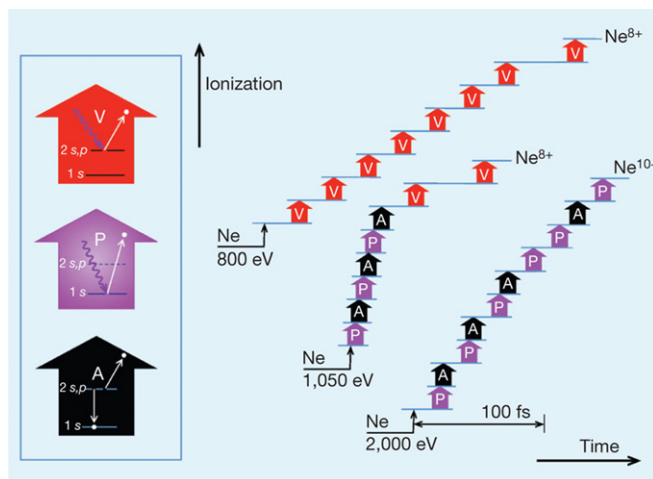 V
2 s,p
1 s
P
2 s,p
1 s
A
2 s,p
1 s
Ionization
Ne8+
V
V
V
V
V
V
V
V
Ne
800 eV
Ne8+
V
V
A
P
A
P
A
P
Ne
1,050 eV
Ne10
P
A
P
P
A
P
A
P
A
P
Ne
2,000 eV
100 fs
Time